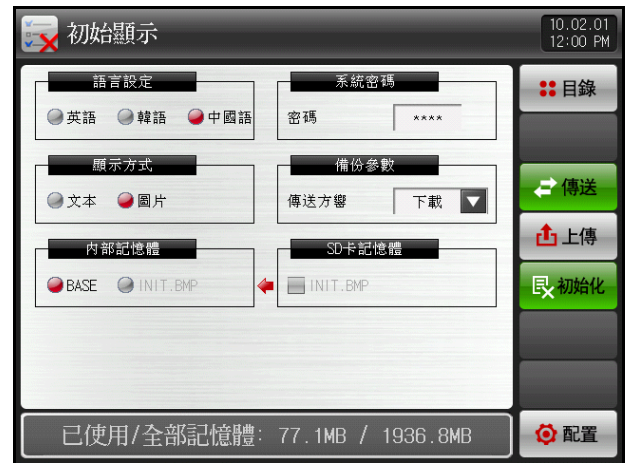 初始顯示
10.02.01
12:00 PM
語言設定
英語 韓語 中國語
系統密碼
密碼 ****
顯示方式
文本 圖片
備份參數
傳送方響 下載
內部記憶體
BASE INIT.BMP
SD卡記憶體
INIT.BMP
目錄
傳送
上傳
初始化
配置
已使用/全部記憶體: 77.1MB / 1936.8MB